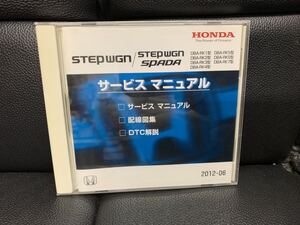 HONDA
The Power of Dreams
STEPWGN / STEPWGN SPADA
DBA-RK1型 DBA-RK5型
DBA-RK2型 DBA-RK6型
DBA-RK3型 DBA-RK7型
DBA-RK4型
サービス マニュアル
サービス マニュアル
配線図集
DTC解説
2012-06